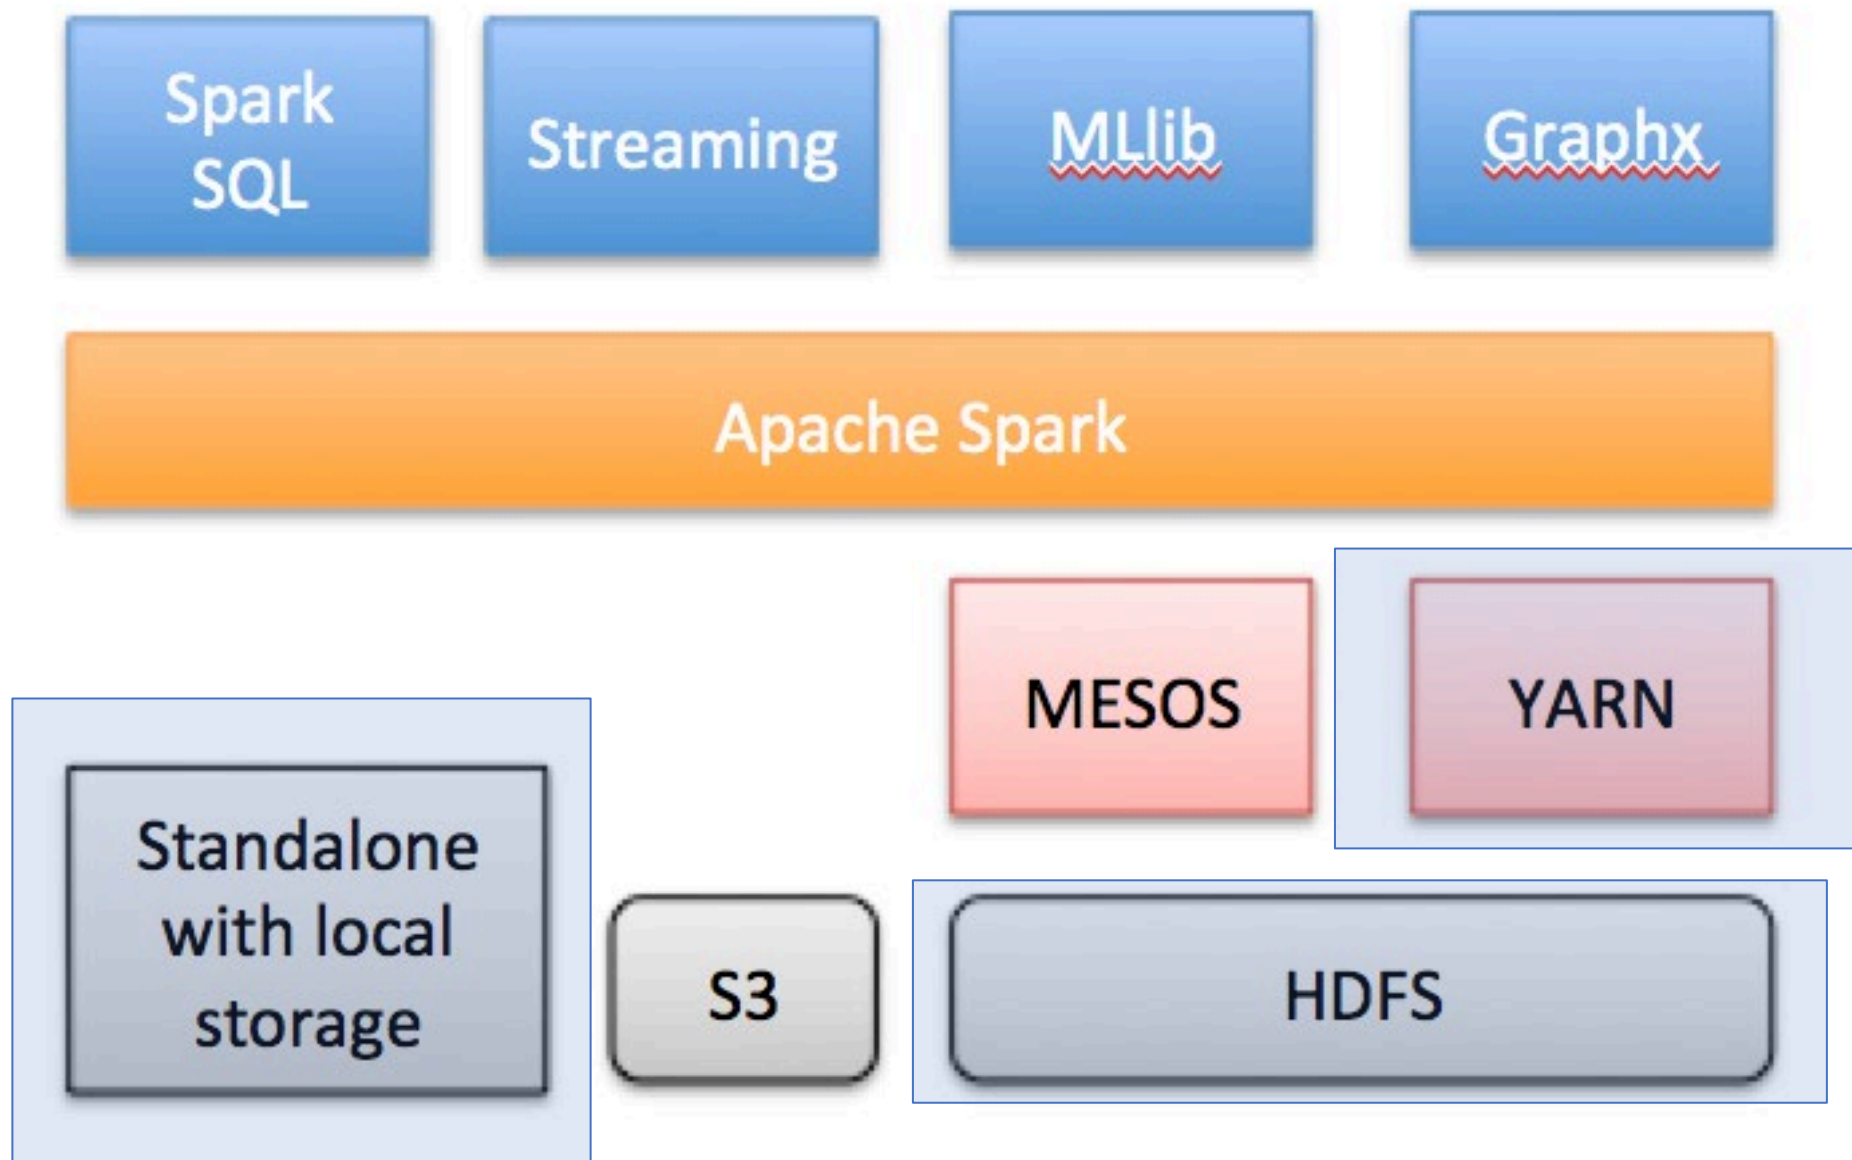 Spark
SQL
Streaming
MLlib
Graphx
Apache Spark
MESOS
YARN
Standalone
with local
storage
S3
HDFS